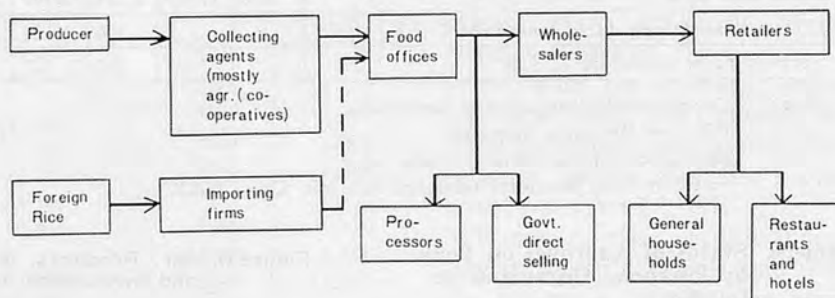 Producer
Collecting
agents
(mostly
agr.(co-
operatives)
Food
offices
Whole-
salers
Retailers
Foreign
Rice
Importing
firms
Pro-
cessors
Govt.
direct
selling
General
house-
holds
Restau-
rants
and
hotels